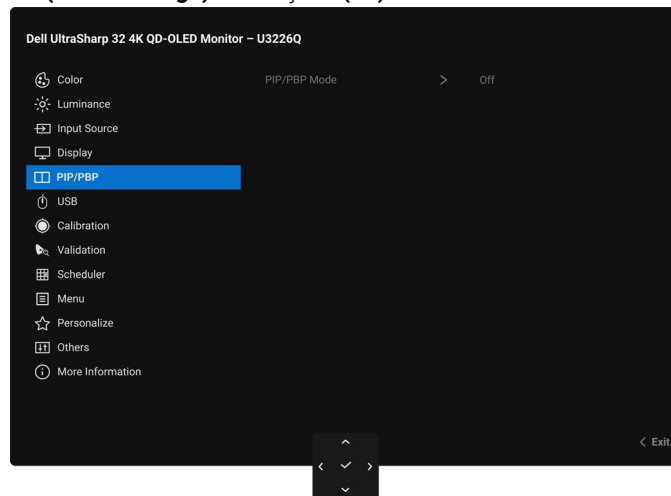 Dell UltraSharp 32 4K QD-OLED Monitor – U3226Q
Color
PIP/PBP Mode > Off
Luminance
Input Source
Display
PIP/PBP
USB
Calibration
Validation
Scheduler
Menu
Personalize
Others
More Information
< Exit